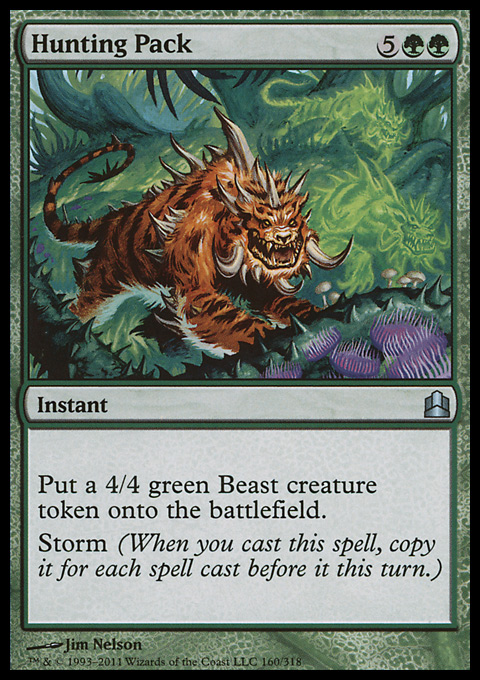 Hunting Pack 5
Instant
Put a 4/4 green Beast creature
token onto the battlefield.
Storm (When you cast this spell, copy
it for each spell cast before it this turn.)
Jim Nelson
™ & © 1993–2011 Wizards of the Coast LLC 160/318